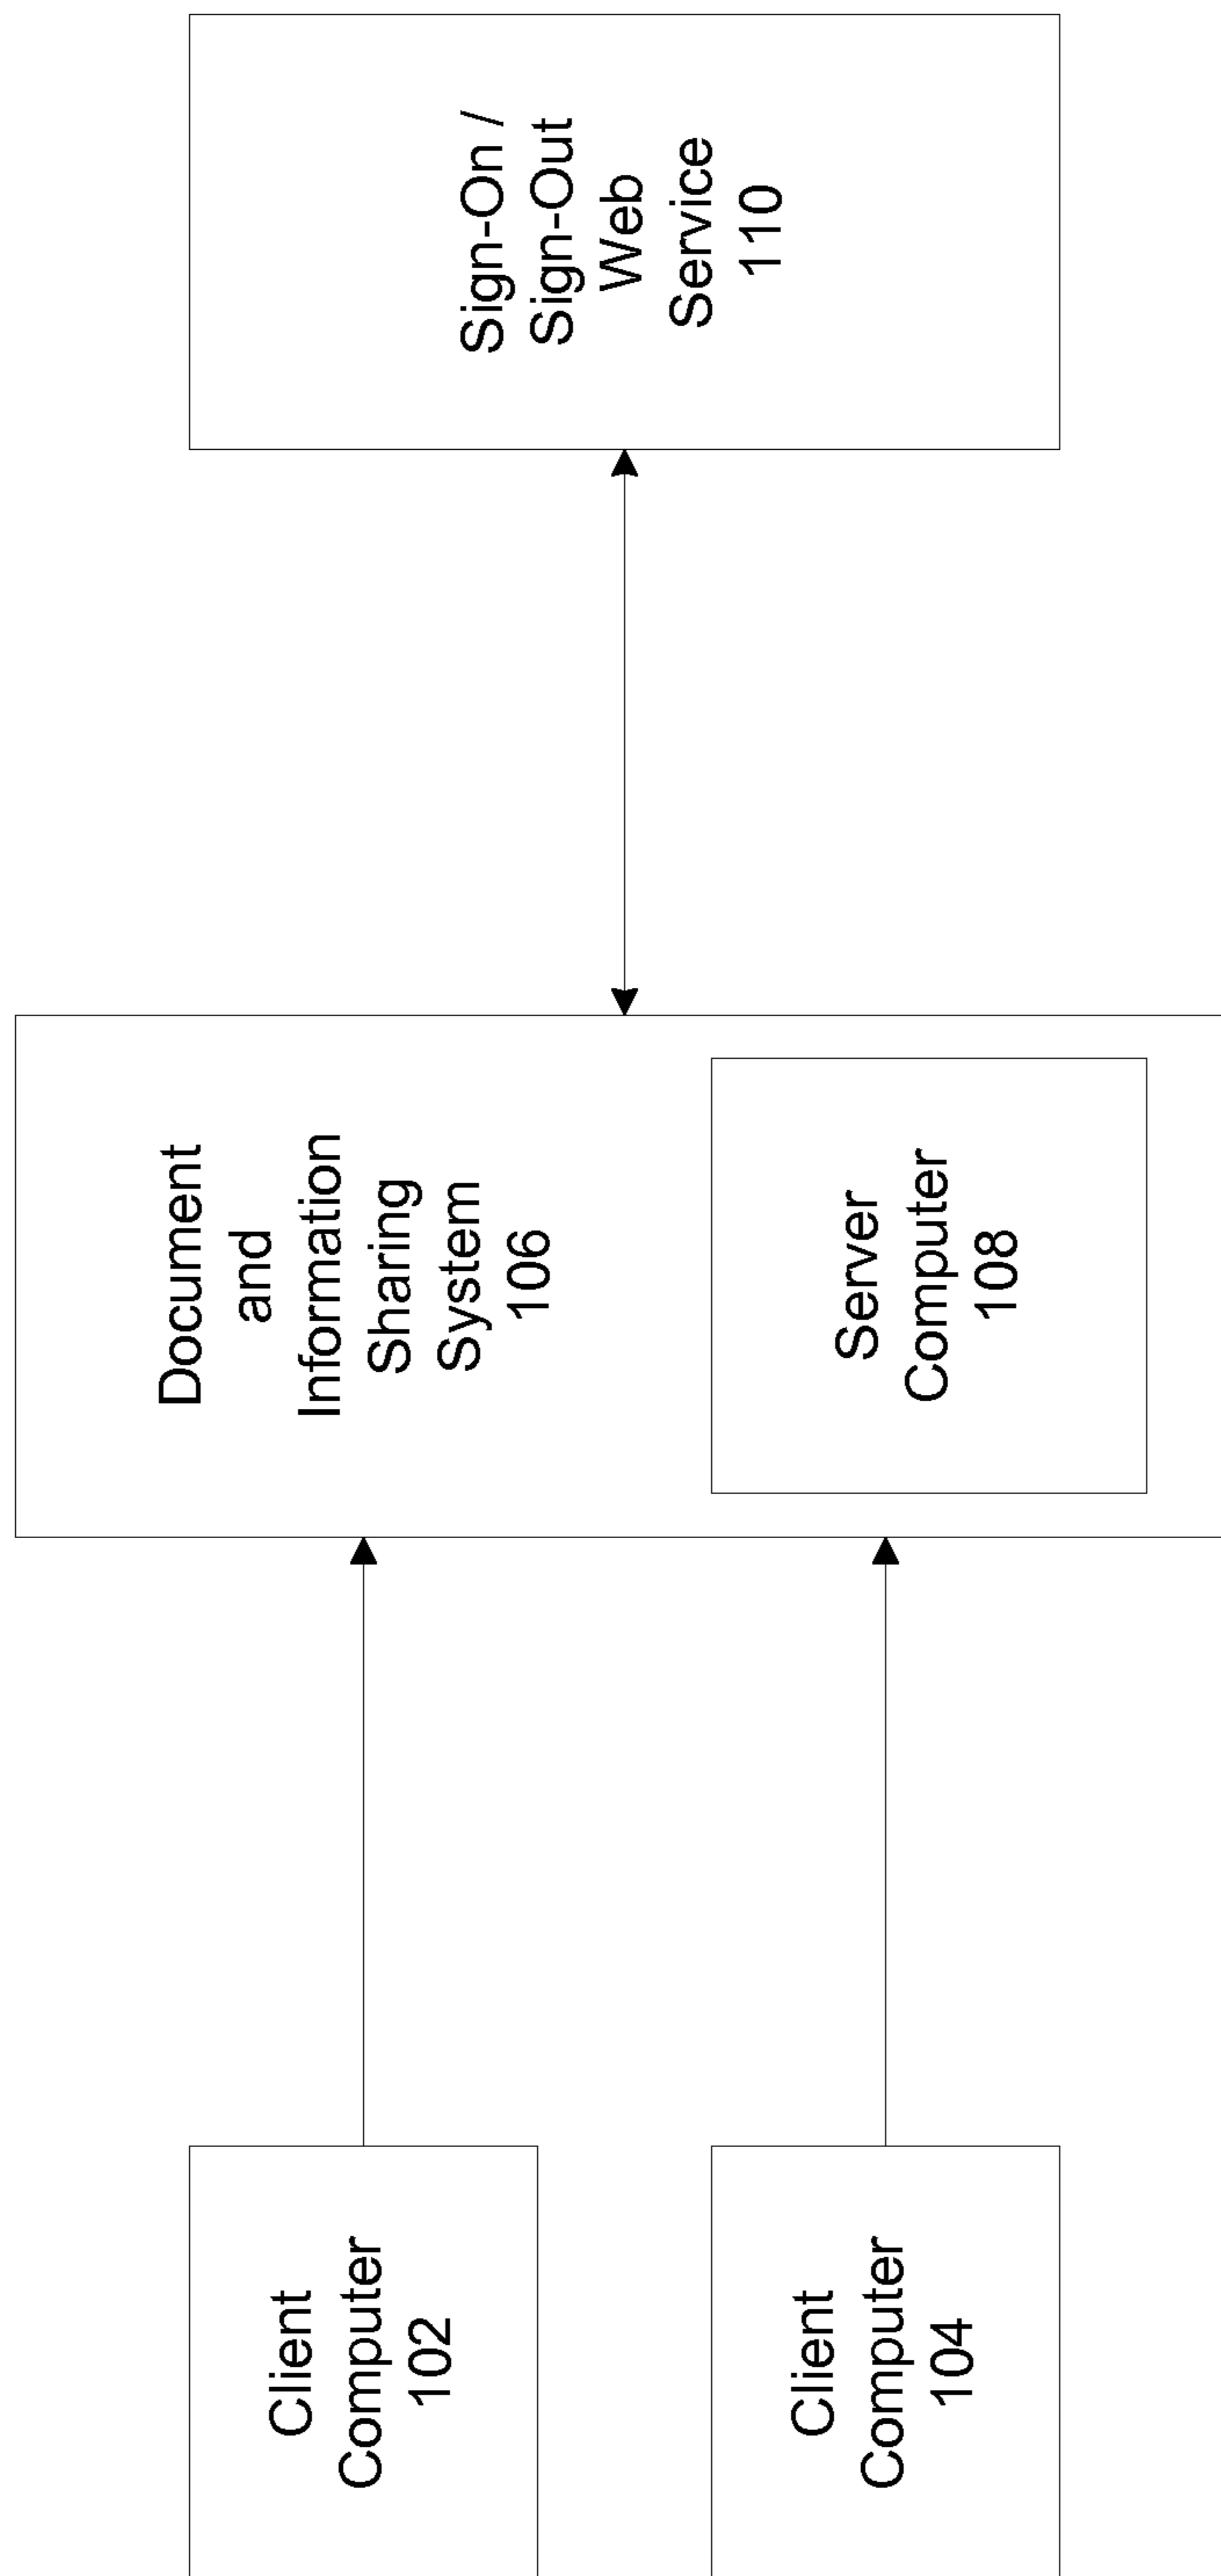 Client
Computer
102
Client
Computer
104
Document
and
Information
Sharing
System
106
Server
Computer
108
Sign-On /
Sign-Out
Web
Service
110